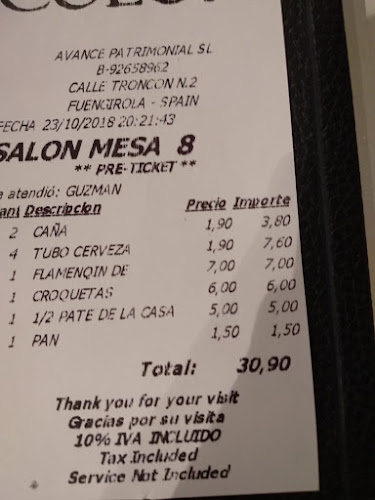 AVANCE PATRIMONIAL SL
B-92658962
CALLE TRONCON N.2
FUENGIROLA - SPAIN
FECHA 23/10/2018 20:21:43
SALON MESA 8
** PRE-TICKET **
atendió: GUZMAN
Descripcion Precio Importe
2 CAÑA 1,90 3,80
4 TUBO CERVEZA 1,90 7,60
1 FLAMENQIN DE 7,00 7,00
1 CROQUETAS 6,00 6,00
1 1/2 PATE DE LA CASA 5,00 5,00
1 PAN 1,50 1,50
Total: 30,90
Thank you for your visit
Gracias por su visita
10% IVA INCLUIDO
Tax Included
Service Not Included